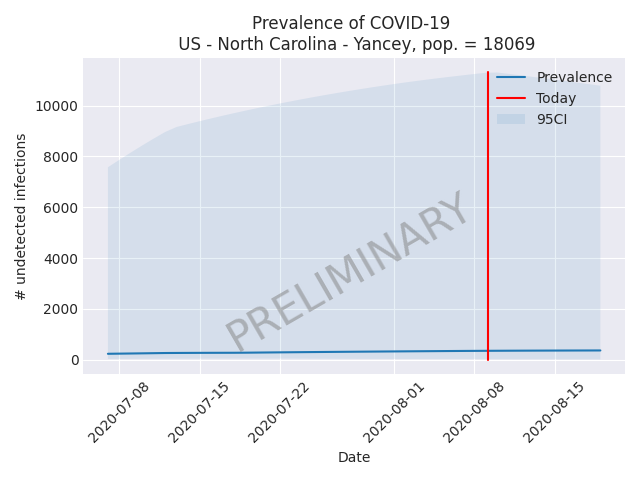 Prevalence of COVID-19
US - North Carolina - Yancey, pop. = 18069
# undetected infections
10000
8000
6000
4000
2000
0
Prevalence
Today
95CI
PRELIMINARY
2020-07-08
2020-07-15
2020-07-22
2020-08-01
2020-08-08
2020-08-15
Date